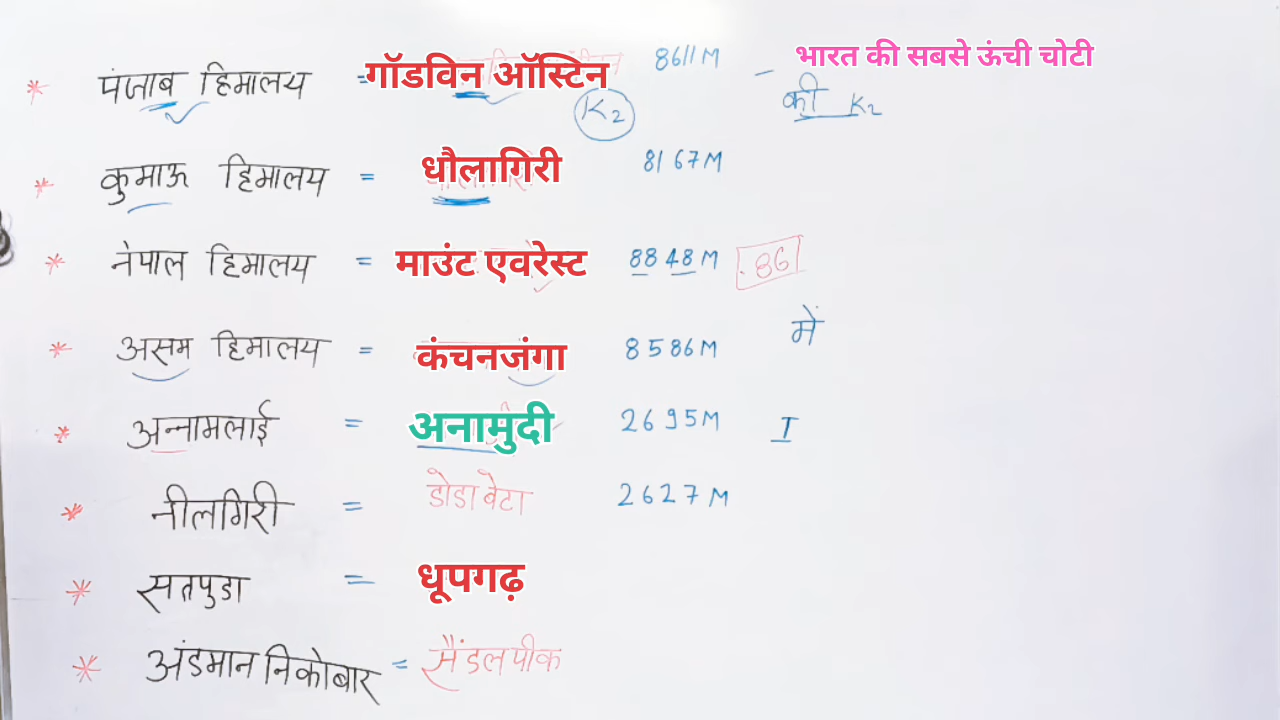 * पंजाब हिमालय = गॉडविन ऑस्टिन 8611 M – भारत की सबसे ऊंची चोटी
K2 की K2
* कुमाऊ हिमालय = धौलागिरी 8167 M
* नेपाल हिमालय = माउंट एवरेस्ट 8848 M .86
में
* असम हिमालय = कंचनजंगा 8586 M
* अन्नामलाई = अनामुदी 2695 M I
* नीलगिरी = डोडा वेटा 2627 M
* सतपुडा = धूपगढ़
* अंडमान निकोबार = सैंडल पीक